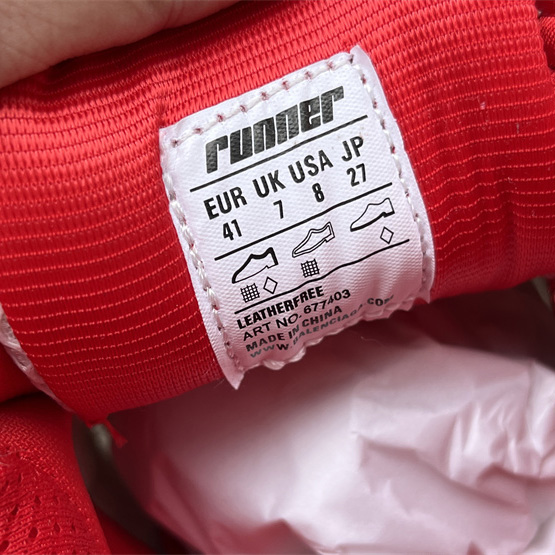 runner
EUR UK USA JP
41 7 8 27
LEATHERFREE
ART NO. 677403
MADE IN CHINA
WWW.BALENCIAGA.COM